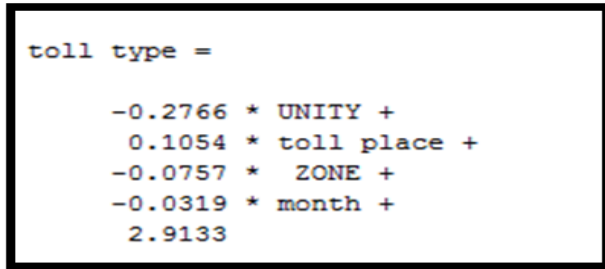 toll type =
-0.2766 * UNITY +
0.1054 * toll place +
-0.0757 * ZONE +
-0.0319 * month +
2.9133